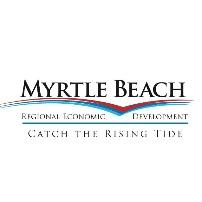 MYRTLE BEACH
REGIONAL ECONOMIC DEVELOPMENT
CATCH THE RISING TIDE